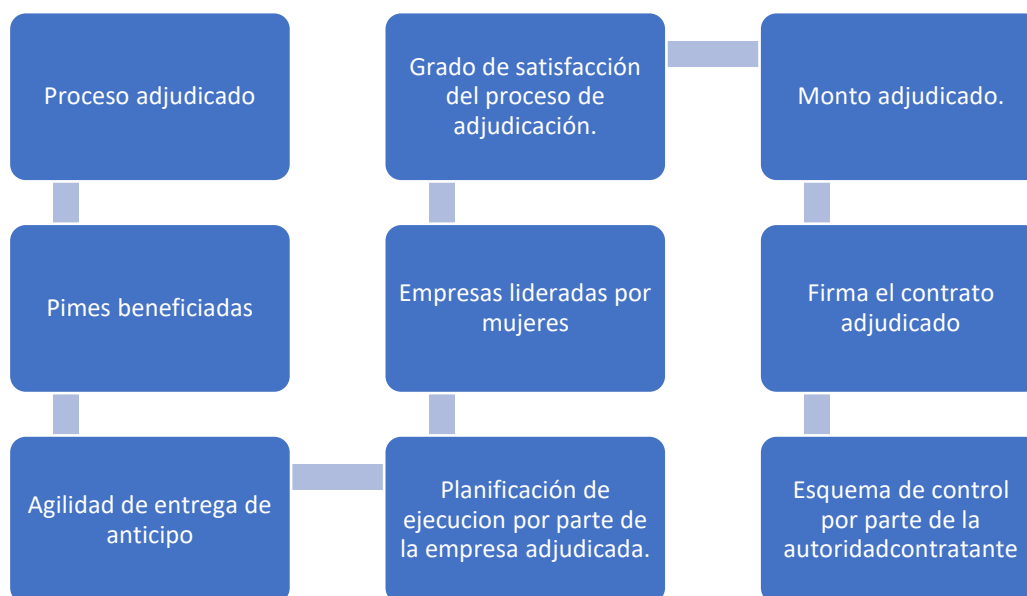 Proceso adjudicado
Pimes beneficiadas
Agilidad de entrega de
anticipo
Planificación de
ejecucion por parte de
la empresa adjudicada.
Empresas lideradas por
mujeres
Grado de satisfacción
del proceso de
adjudicación.
Monto adjudicado.
Firma el contrato
adjudicado
Esquema de control
por parte de la
autoridadcontratante